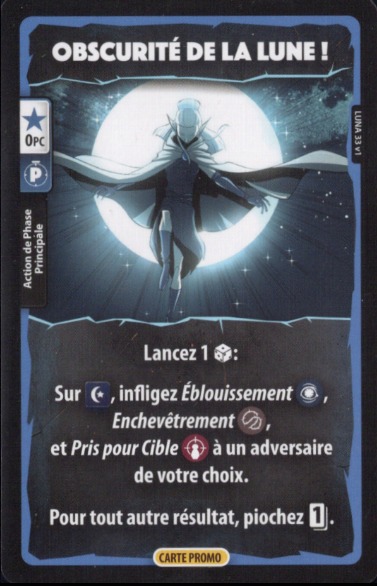 OBSCURITÉ DE LA LUNE !
0PC
P
Action de Phase
Principale
LUNA 33 v1
Lancez 1 :
Sur , infligez Éblouissement ,
Enchevêtrement ,
et Pris pour Cible à un adversaire
de votre choix.
Pour tout autre résultat, piochez 1.
CARTE PROMO